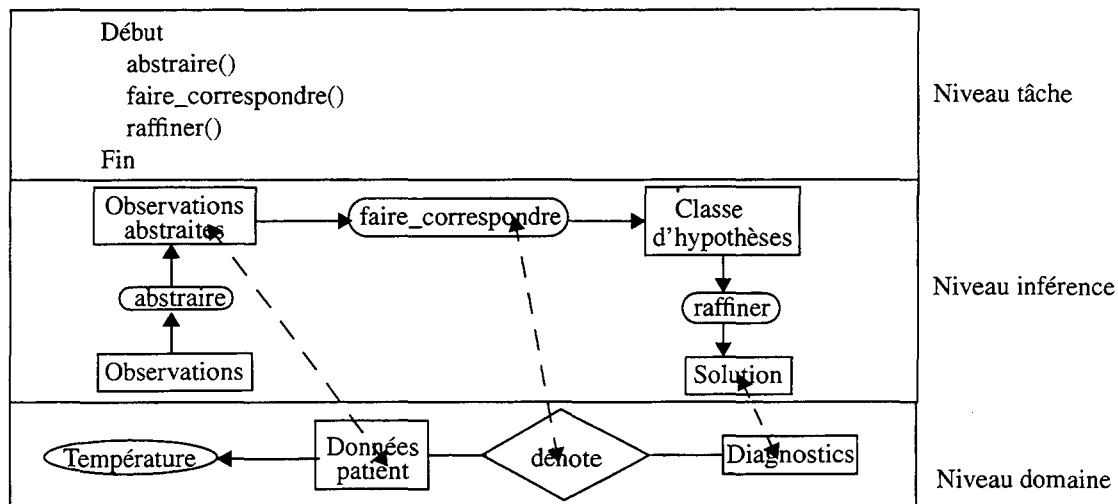 Début
abstraire()
faire_correspondre()
raffiner()
Fin
Niveau tâche
Observations
abstraites
faire_correspondre
Classe
d'hypothèses
abstraire
raffiner
Niveau inférence
Observations
Solution
Température
Données
patient
dénote
Diagnostics
Niveau domaine